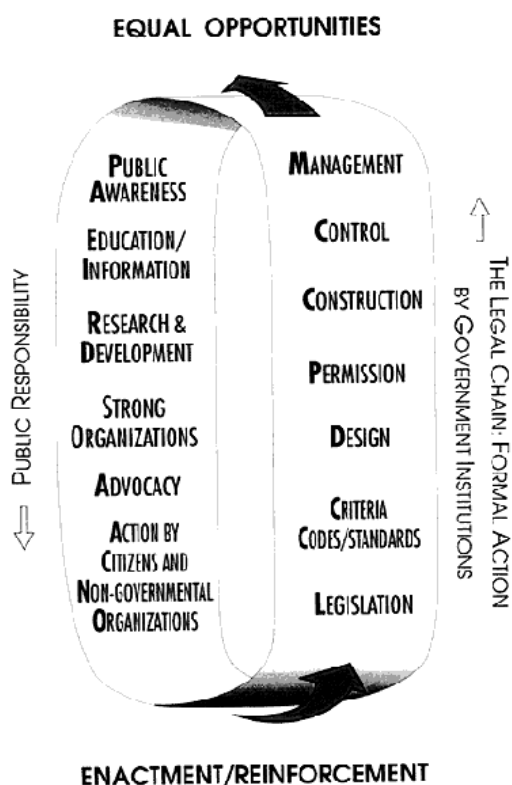 EQUAL OPPORTUNITIES
PUBLIC
AWARENESS
EDUCATION/
INFORMATION
RESEARCH &
DEVELOPMENT
STRONG
ORGANIZATIONS
ADVOCACY
ACTION BY
CITIZENS AND
NON-GOVERNMENTAL
ORGANIZATIONS
MANAGEMENT
CONTROL
CONSTRUCTION
PERMISSION
DESIGN
CRITERIA
CODES/STANDARDS
LEGISLATION
PUBLIC RESPONSIBILITY
THE LEGAL CHAIN: FORMAL ACTION
BY GOVERNMENT INSTITUTIONS
ENACTMENT/REINFORCEMENT